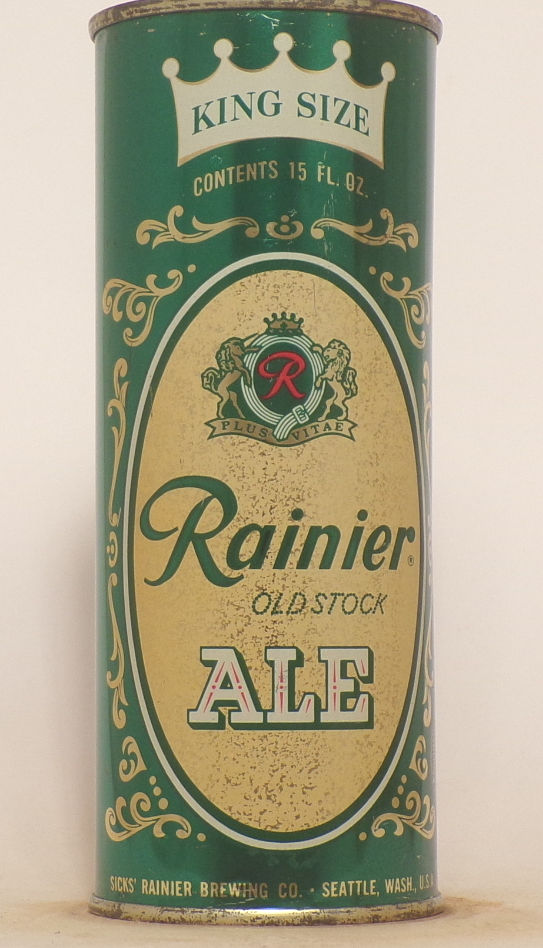 KING SIZE
CONTENTS 15 FL. OZ.
R
PLUS VITAE
Rainier®
OLD STOCK
ALE
SICKS' RAINIER BREWING CO. • SEATTLE, WASH., U.S.A